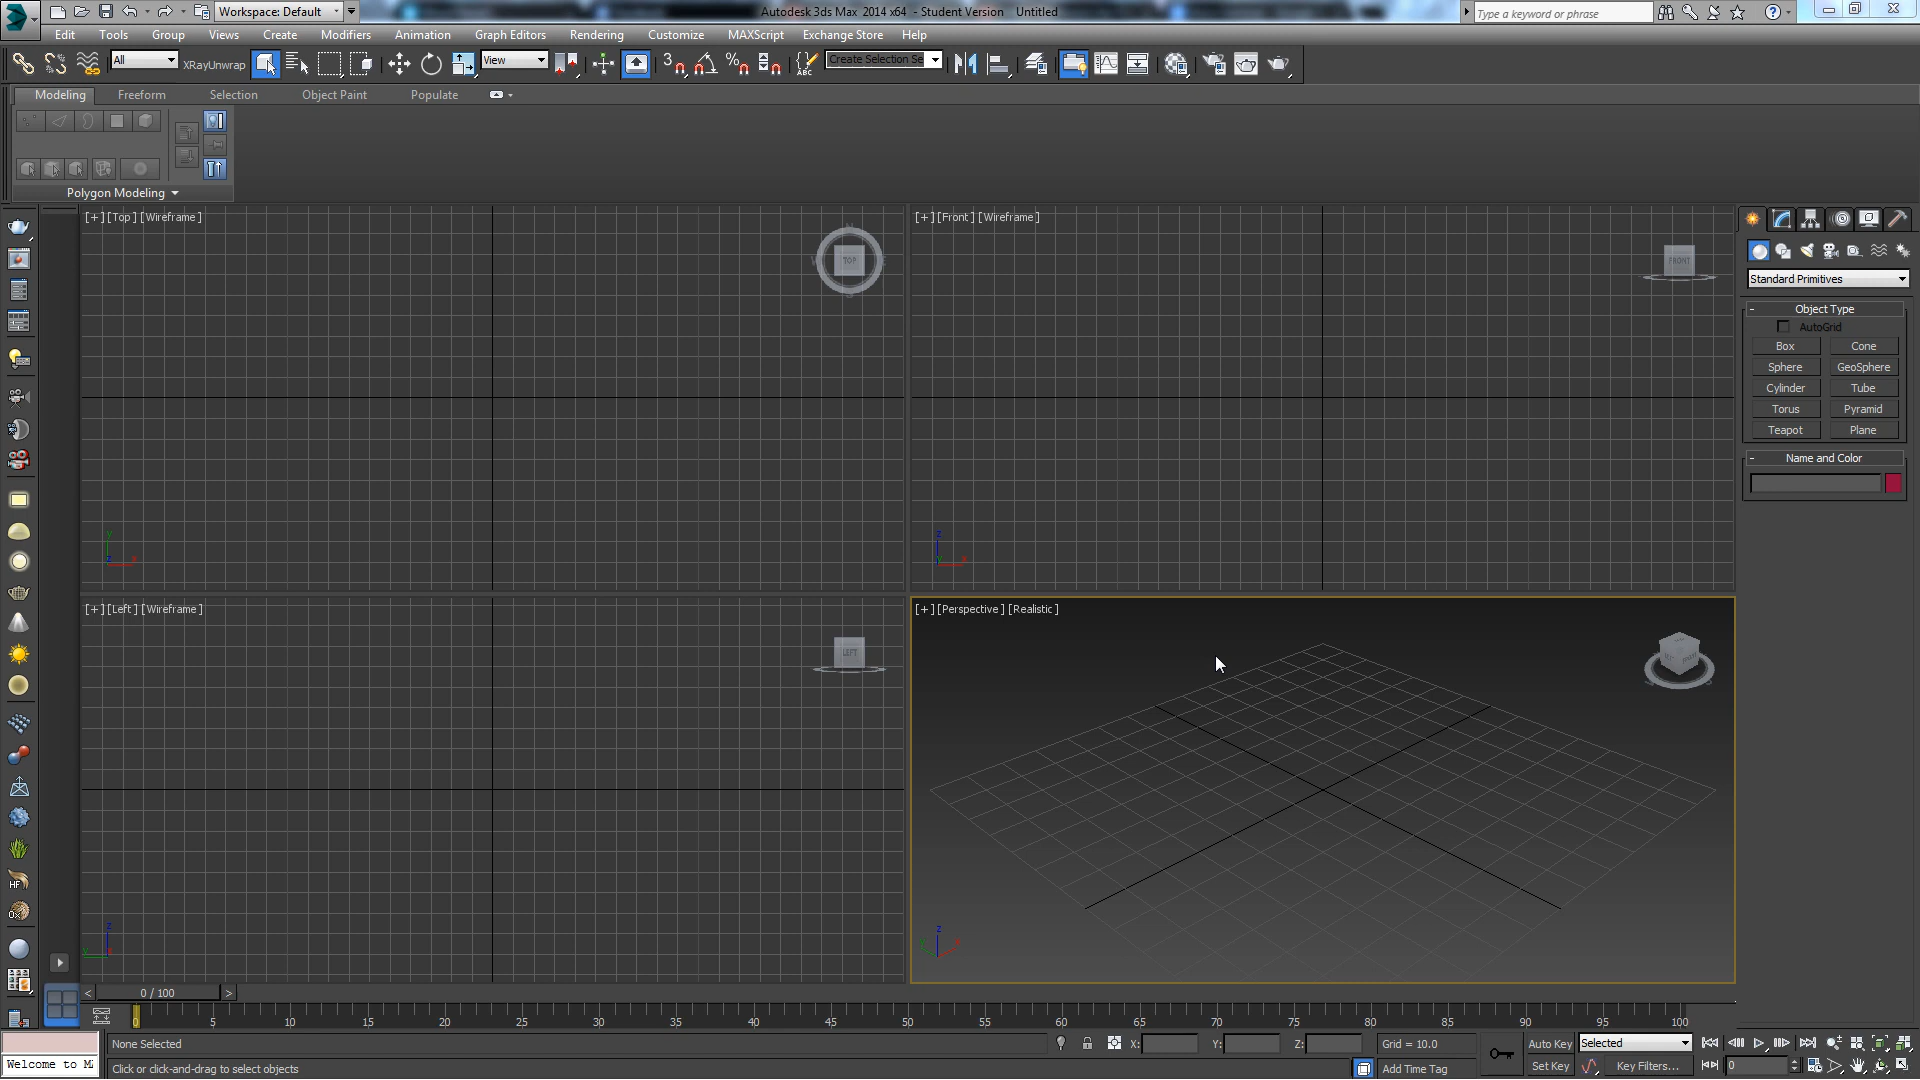 Workspace: Default
Autodesk 3ds Max 2014 x64 - Student Version Untitled
Type a keyword or phrase
Edit Tools Group Views Create Modifiers Animation Graph Editors Rendering Customize MAXScript Exchange Store Help
All
XRayUnwrap
View
3
ABC
Create Selection Se
Modeling Freeform Selection Object Paint Populate
Polygon Modeling
[+] [Top] [Wireframe]
TOP
[+] [Front] [Wireframe]
FRONT
Standard Primitives
- Object Type
AutoGrid
Box Cone
Sphere GeoSphere
Cylinder Tube
Torus Pyramid
Teapot Plane
- Name and Color
y
z
x
z
x
[+] [Left] [Wireframe]
LEFT
[+] [Perspective] [Realistic]
HF
z
y
z
x
< 0 / 100 >
0 5 10 15 20 25 30 35 40 45 50 55 60 65 70 75 80 85 90 95 100
None Selected
X: Y: Z: Grid = 10.0
Auto Key Selected
Welcome to M
Click or click-and-drag to select objects
Add Time Tag
Set Key Key Filters... 0